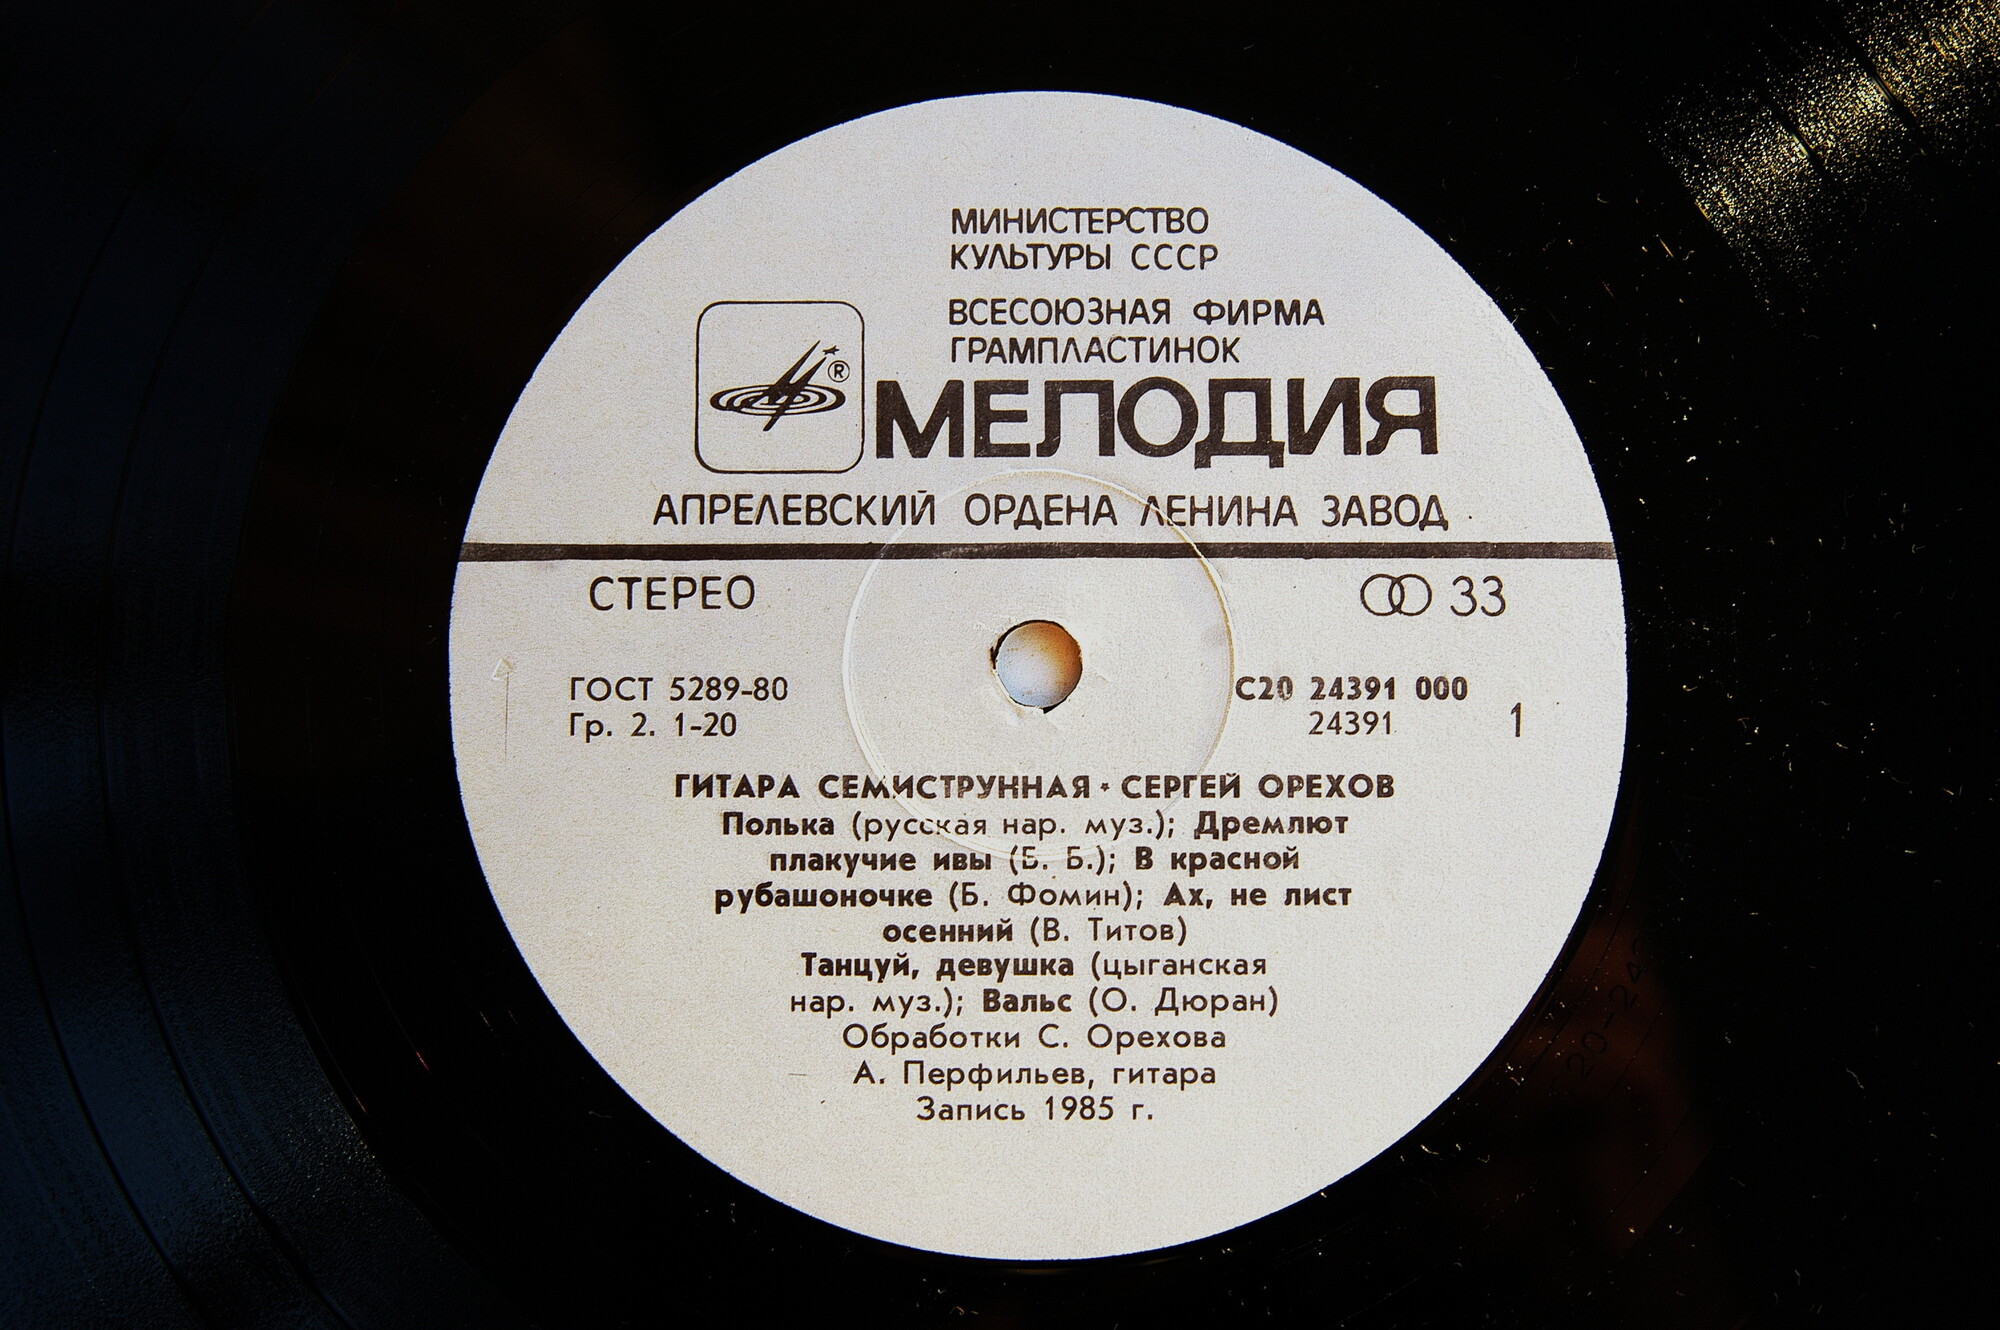 МИНИСТЕРСТВО
КУЛЬТУРЫ СССР
ВСЕСОЮЗНАЯ ФИРМА
ГРАМПЛАСТИНОК
®
МЕЛОДИЯ
АПРЕЛЕВСКИЙ ОРДЕНА ЛЕНИНА ЗАВОД
СТЕРЕО
33
ГОСТ 5289-80
Гр. 2. 1-20
С20 24391 000
24391
1
ГИТАРА СЕМИСТРУННАЯ • СЕРГЕЙ ОРЕХОВ
Полька (русская нар. муз.); Дремлют
плакучие ивы (Б. Б.); В красной
рубашоночке (Б. Фомин); Ах, не лист
осенний (В. Титов)
Танцуй, девушка (цыганская
нар. муз.); Вальс (О. Дюран)
Обработки С. Орехова
А. Перфильев, гитара
Запись 1985 г.